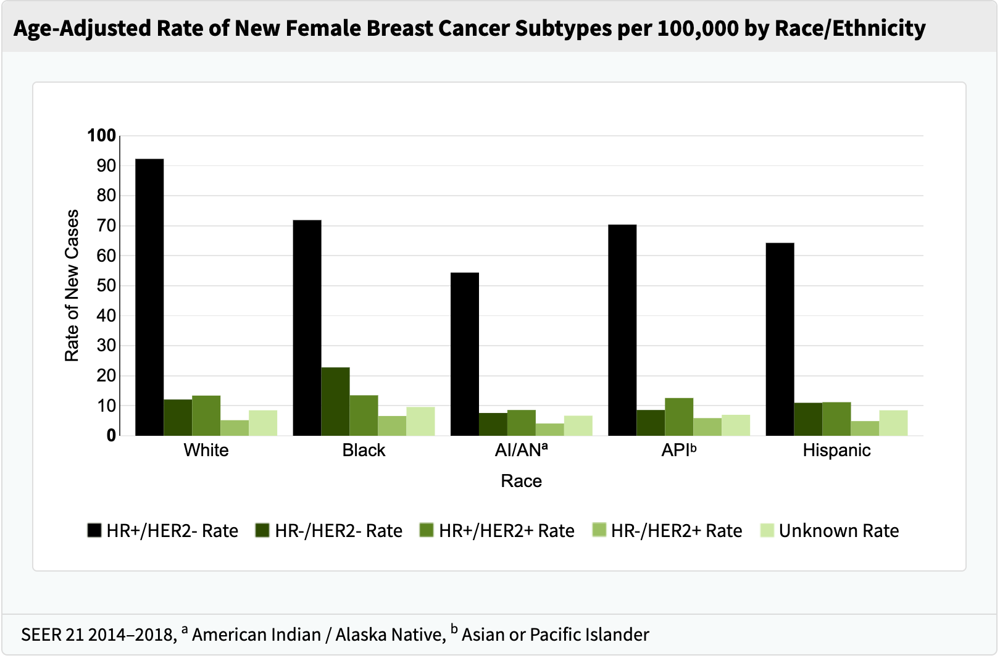 Age-Adjusted Rate of New Female Breast Cancer Subtypes per 100,000 by Race/Ethnicity
100
90
80
70
60
50
40
30
20
10
0
Rate of New Cases
White Black AI/ANª APIᵇ Hispanic
Race
HR+/HER2- Rate HR-/HER2- Rate HR+/HER2+ Rate HR-/HER2+ Rate Unknown Rate
SEER 21 2014–2018, ª American Indian / Alaska Native, ᵇ Asian or Pacific Islander